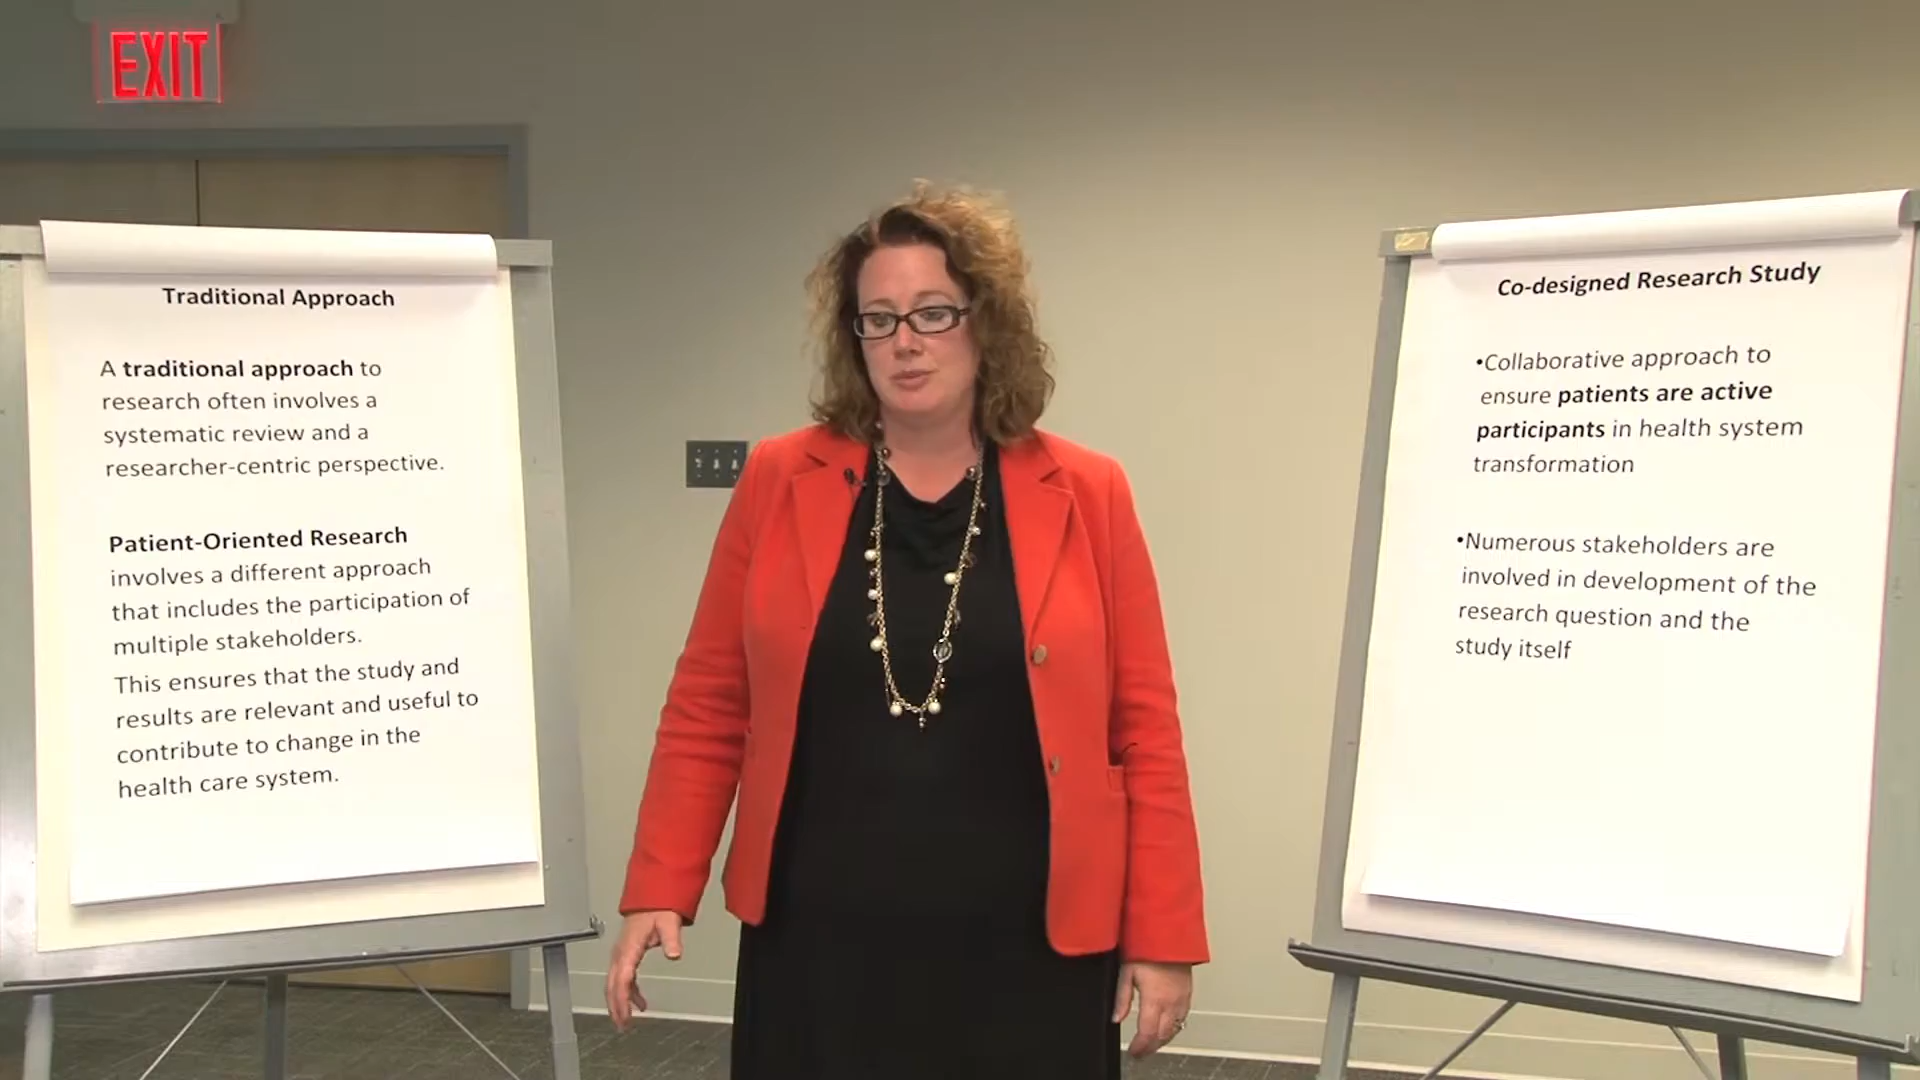 EXIT
Traditional Approach
A traditional approach to
research often involves a
systematic review and a
researcher-centric perspective.
Patient-Oriented Research
involves a different approach
that includes the participation of
multiple stakeholders.
This ensures that the study and
results are relevant and useful to
contribute to change in the
health care system.
Co-designed Research Study
•Collaborative approach to
ensure patients are active
participants in health system
transformation
•Numerous stakeholders are
involved in development of the
research question and the
study itself